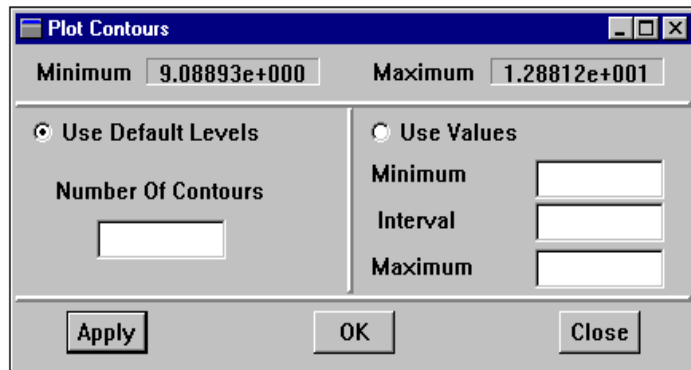 Plot Contours
Minimum 9.08893e+000 Maximum 1.28812e+001
Use Default Levels
Number Of Contours
Use Values
Minimum
Interval
Maximum
Apply OK Close